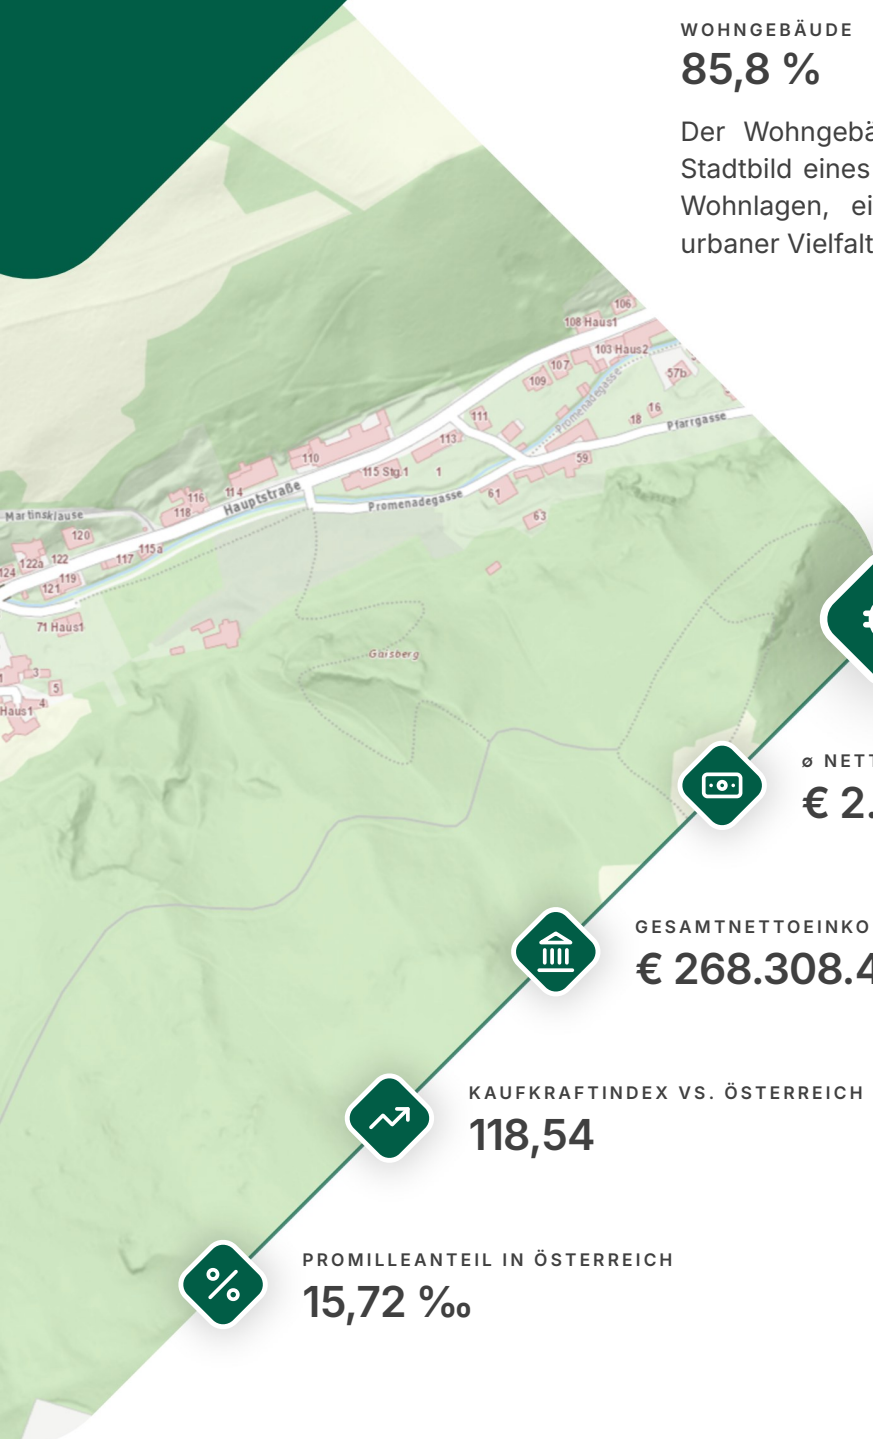 WOHNGEBÄUDE
85,8 %
Der Wohngebä
Stadtbild eines
Wohnlagen, ei
urbaner Vielfalt
106
108 Haus1
103 Haus2
107
57b
109
Promenadegasse
16
111
18
Pfarrgasse
113
110
59
115 Stg.1
1
114
116
Hauptstraße
61
Promenadegasse
118
Martinsklause
63
120
115a
122
117
122a
124
119
121
71 Haus1
Gaisberg
3
5
4
Haus1
ø NETT
€ 2.
GESAMTNETTOEINKO
€ 268.308.4
KAUFKRAFTINDEX VS. ÖSTERREICH
118,54
PROMILLEANTEIL IN ÖSTERREICH
15,72 ‰